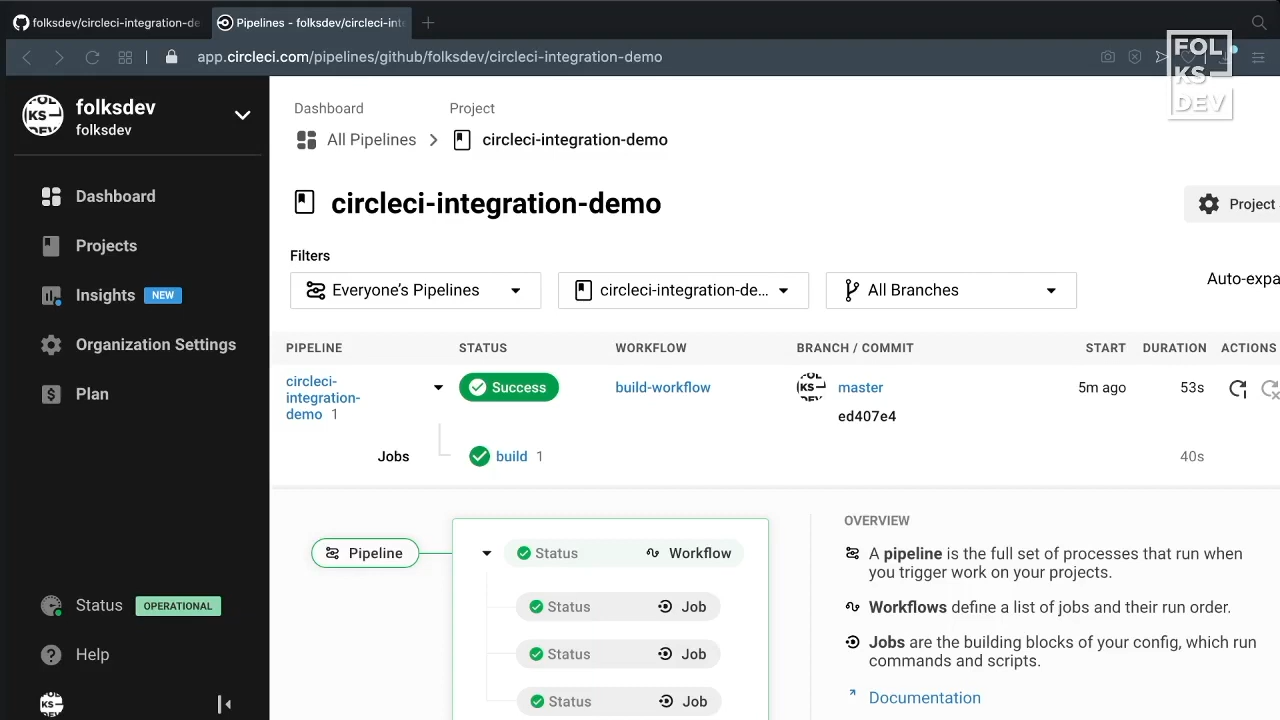 folksdev/circleci-integration-de
Pipelines - folksdev/circleci-int
app.circleci.com/pipelines/github/folksdev/circleci-integration-demo
FOL
KS
DEV
folksdev
folksdev
Dashboard
Projects
Insights NEW
Organization Settings
Plan
Status OPERATIONAL
Help
Dashboard Project
All Pipelines circleci-integration-demo
circleci-integration-demo
Project
Filters
Everyone’s Pipelines circleci-integration-de... All Branches
Auto-expa
PIPELINE STATUS WORKFLOW BRANCH / COMMIT START DURATION ACTIONS
circleci-
integration-
demo 1
Success build-workflow master 5m ago 53s
ed407e4
Jobs build 1 40s
Pipeline
Status Workflow
Status Job
Status Job
Status Job
OVERVIEW
A pipeline is the full set of processes that run when
you trigger work on your projects.
Workflows define a list of jobs and their run order.
Jobs are the building blocks of your config, which run
commands and scripts.
Documentation